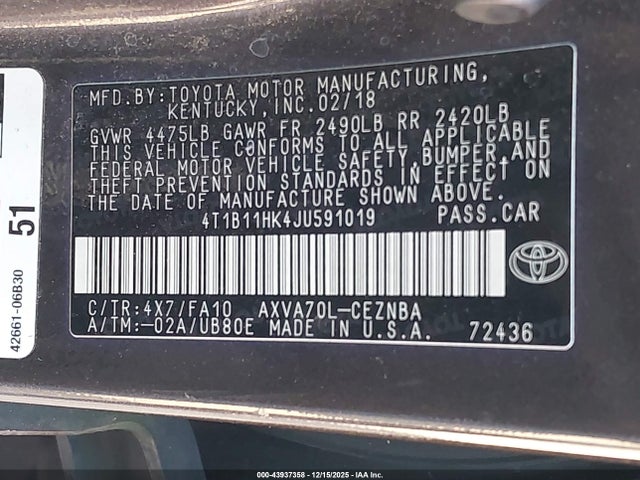 MFD.BY:TOYOTA MOTOR MANUFACTURING,
KENTUCKY, INC. 02/18
GVWR 4475LB GAWR FR 2490LB RR 2420LB
THIS VEHICLE CONFORMS TO ALL APPLICABLE
FEDERAL MOTOR VEHICLE SAFETY, BUMPER, AND
THEFT PREVENTION STANDARDS IN EFFECT ON
THE DATE OF MANUFACTURE SHOWN ABOVE.
4T1B11HK4JU591019 PASS.CAR
C/TR:4X7/FA10 AXVA70L-CEZNBA
A/TM:-02A/UB80E MADE IN U.S.A. 72436
42661-06B30
51
000-43937358 | 12/15/2025 | IAA Inc.